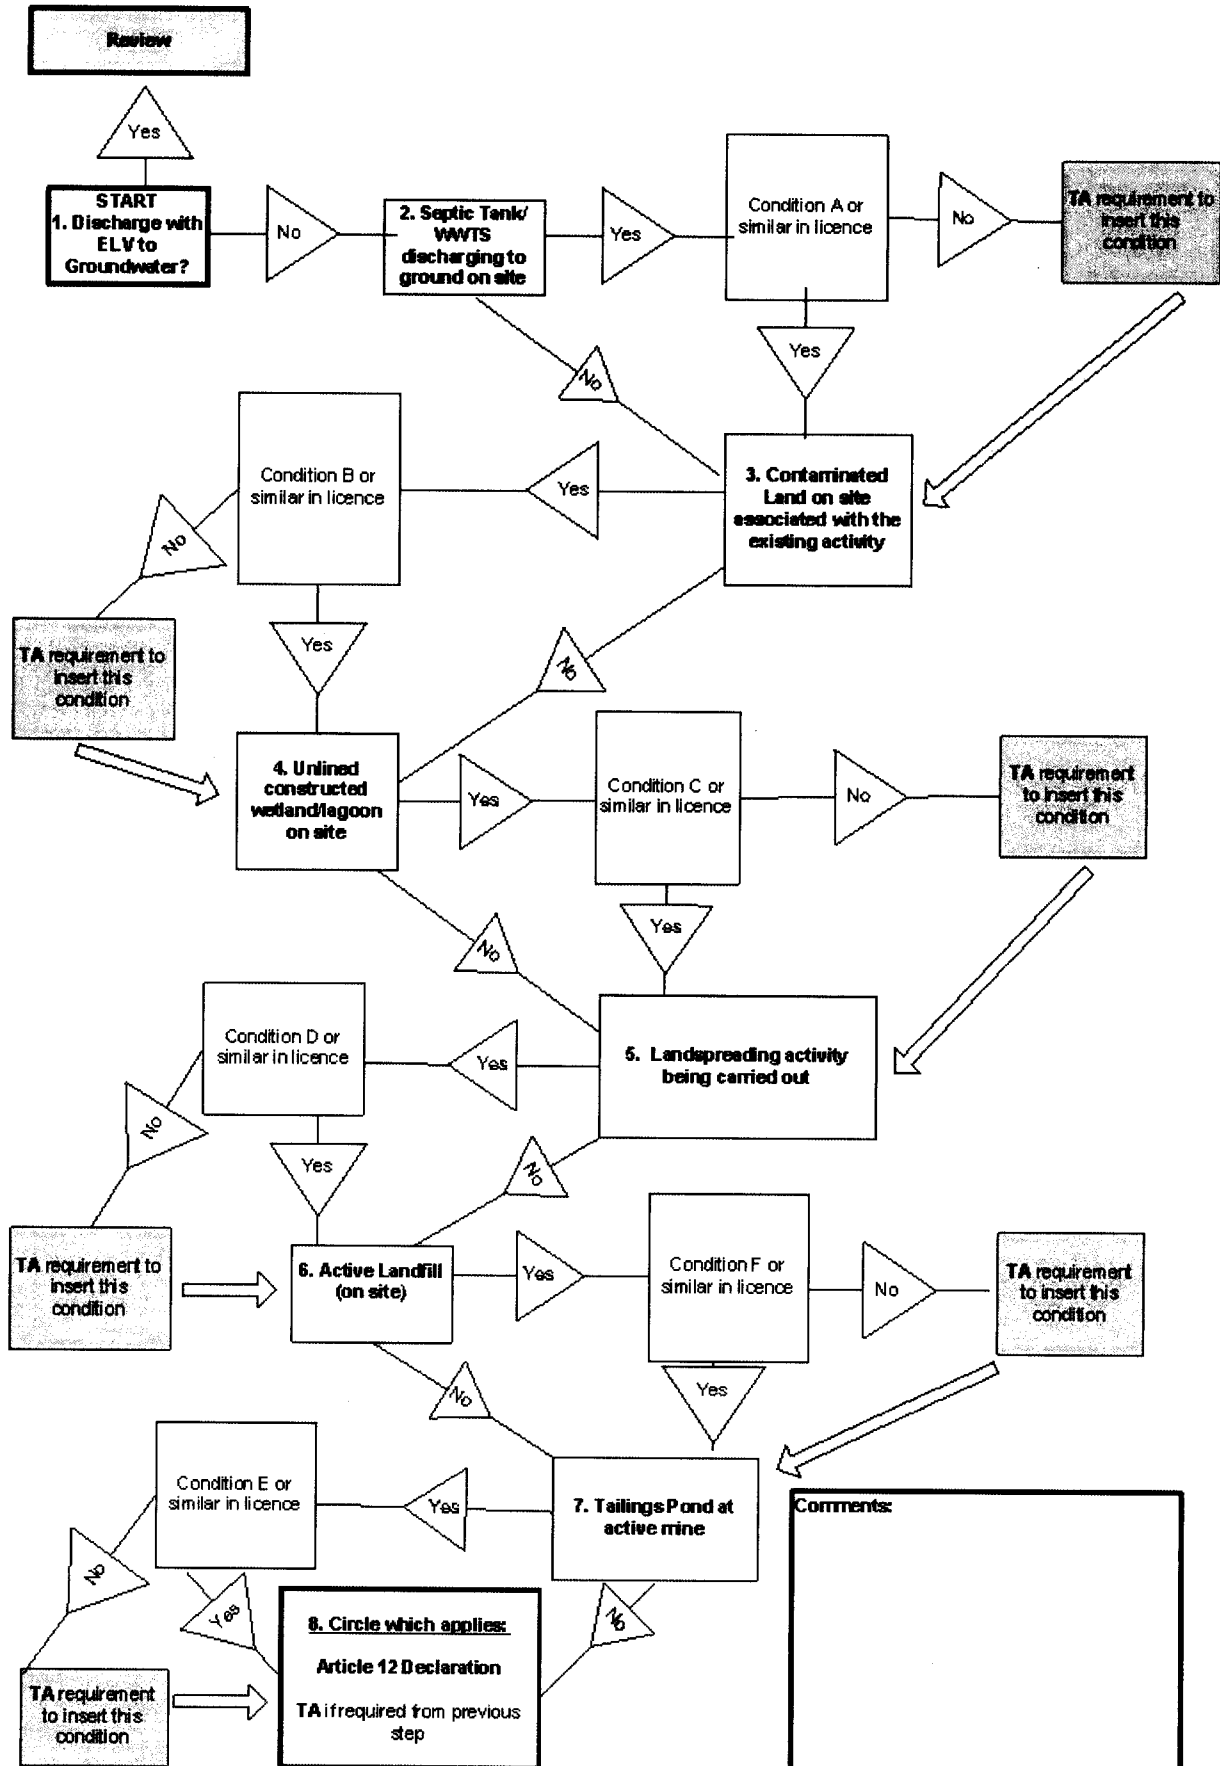 Review
Yes
START
1. Discharge with
ELV to
Groundwater?
No
2. Septic Tank/
WWTS
discharging to
ground on site
Yes
Condition A or
similar in licence
No
TA requirement to
insert this
condition
Yes
No
3. Contaminated
Land on site
associated with the
existing activity
Yes
Condition B or
similar in licence
No
TA requirement to
insert this
condition
Yes
No
4. Unlined
constructed
wetland/lagoon
on site
Yes
Condition C or
similar in licence
No
TA requirement
to insert this
condition
Yes
No
5. Landspreading activity
being carried out
Yes
Condition D or
similar in licence
No
TA requirement to
insert this
condition
Yes
No
6. Active Landfill
(on site)
Yes
Condition F or
similar in licence
No
TA requirement
to insert this
condition
Yes
No
7. Tailings Pond at
active mine
Yes
Condition E or
similar in licence
No
TA requirement
to insert this
condition
Yes
No
8. Circle which applies:
Article 12 Declaration
TA if required from previous
step
Comments: